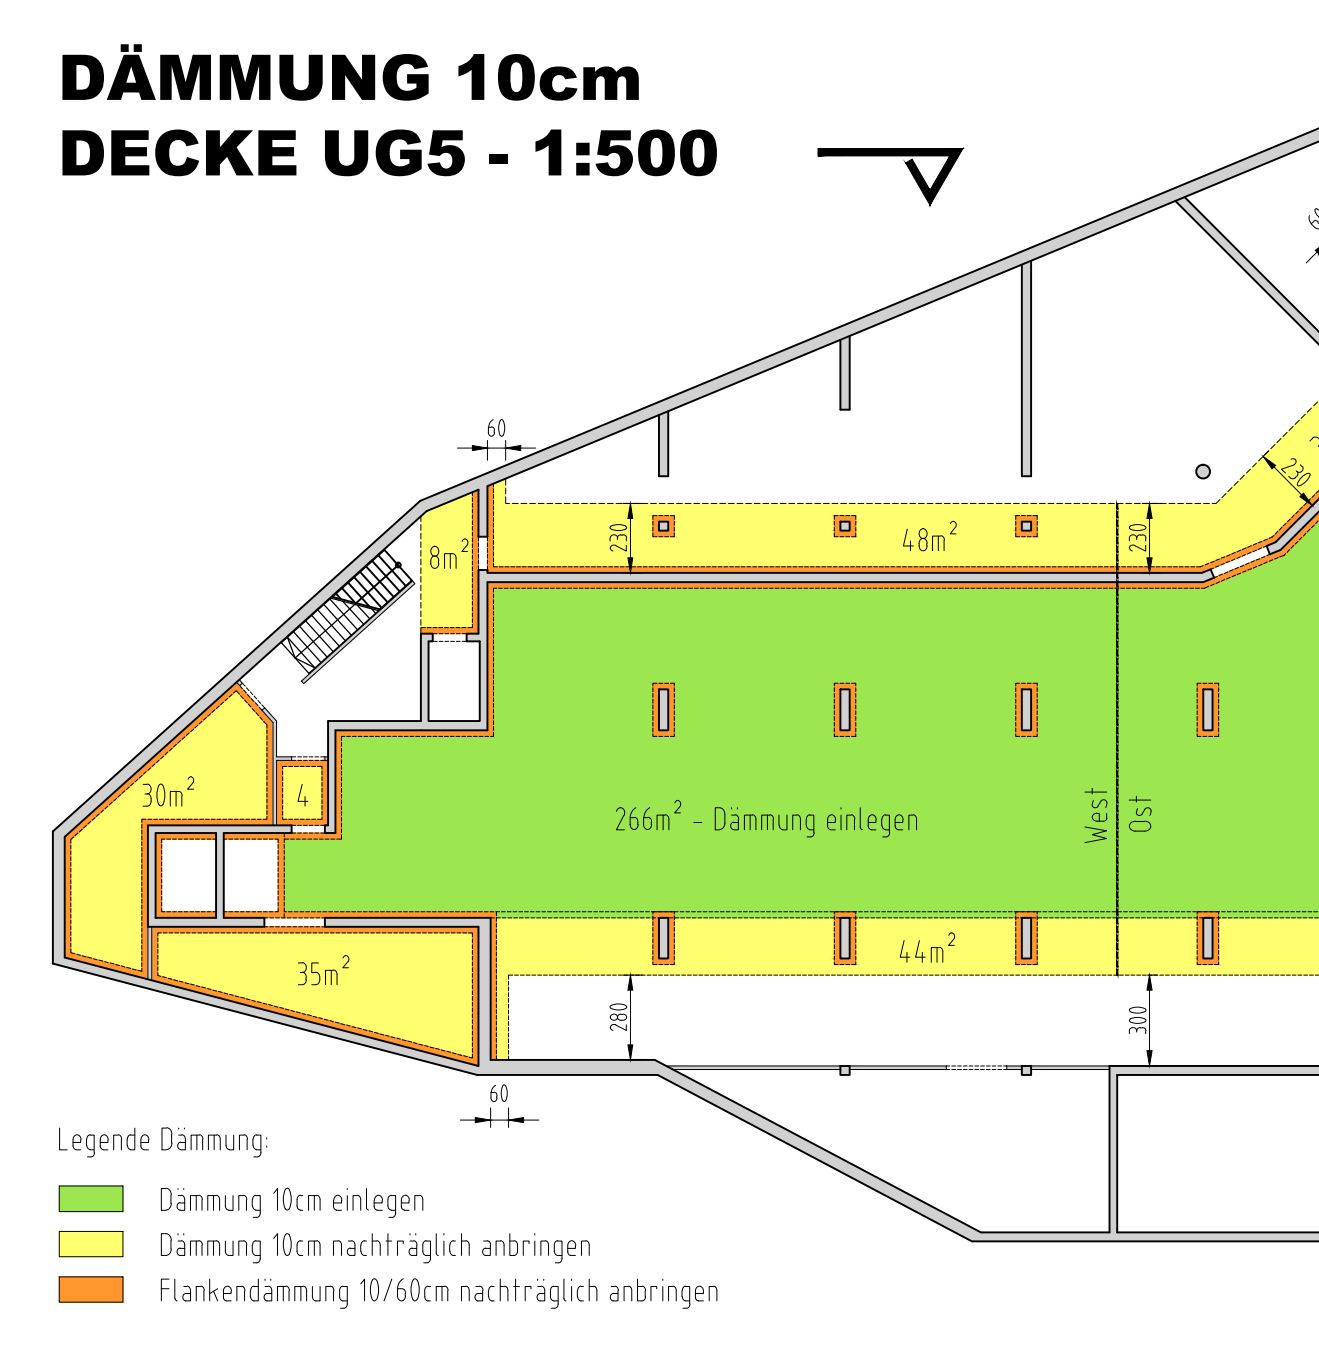 DÄMMUNG 10cm
DECKE UG5 - 1:500
60
60
230
230
230
48m²
8m²
30m²
4
266m² - Dämmung einlegen
West
Ost
44m²
35m²
280
300
60
Legende Dämmung:
Dämmung 10cm einlegen
Dämmung 10cm nachträglich anbringen
Flankendämmung 10/60cm nachträglich anbringen